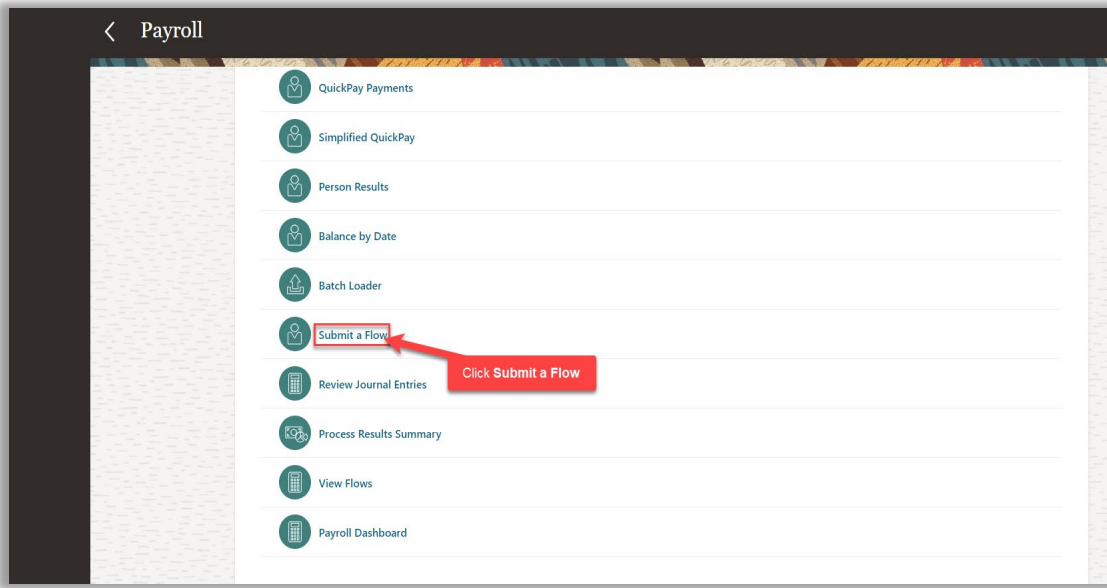 Payroll
QuickPay Payments
Simplified QuickPay
Person Results
Balance by Date
Batch Loader
Submit a Flow
Click Submit a Flow
Review Journal Entries
Process Results Summary
View Flows
Payroll Dashboard